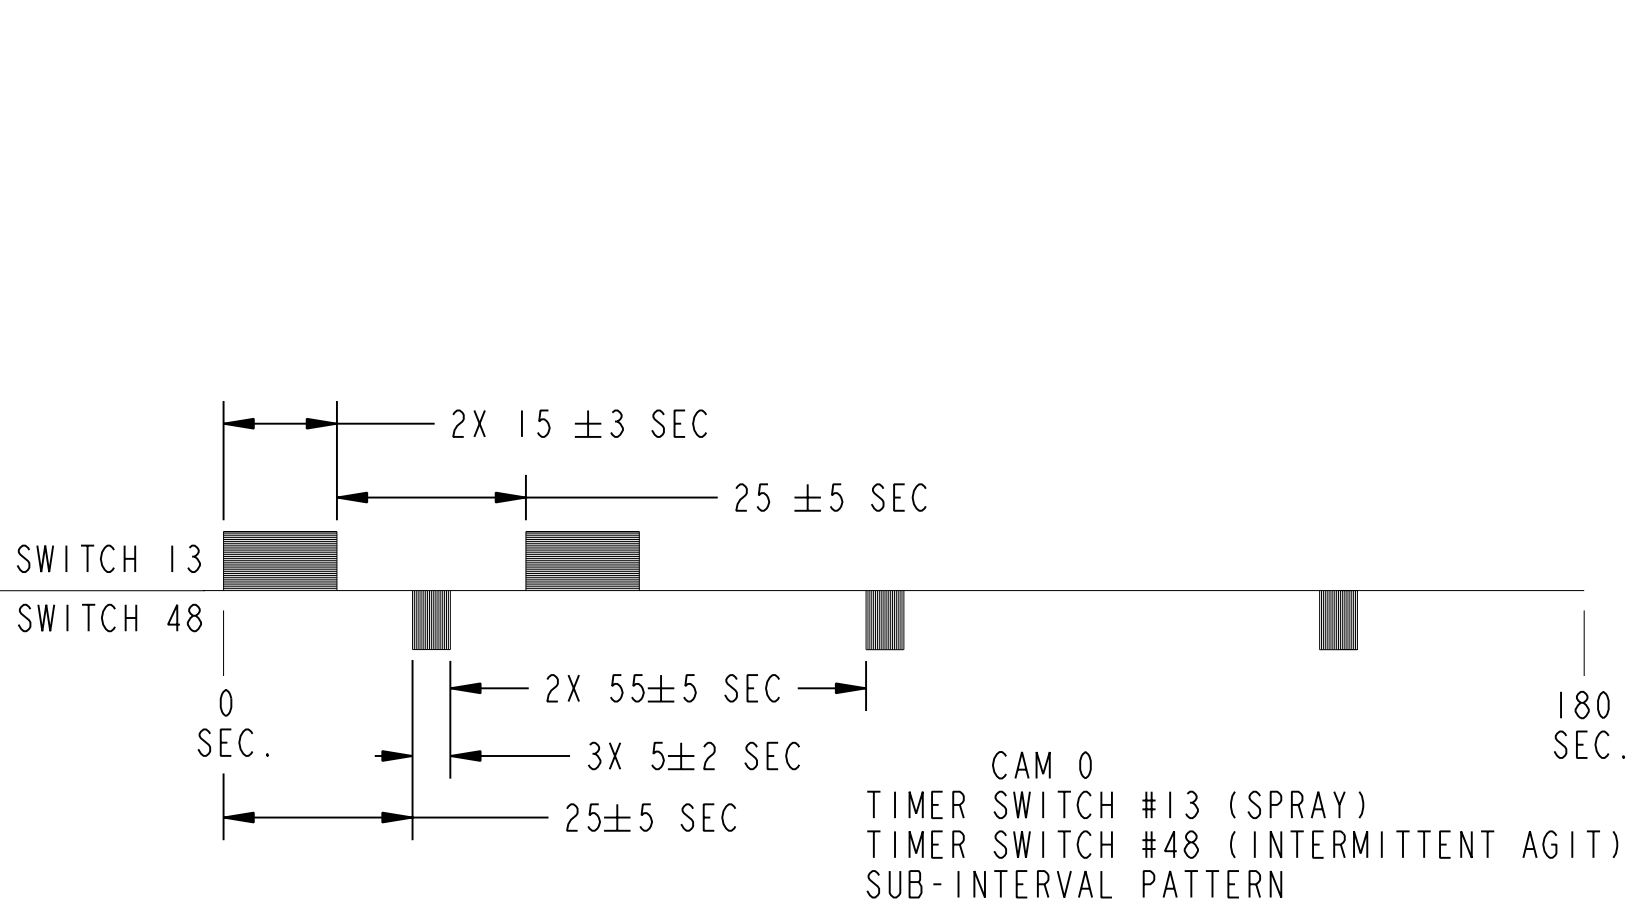 2X 15 ±3 SEC
25 ±5 SEC
SWITCH 13
SWITCH 48
2X 55±5 SEC
0
SEC.
180
SEC.
3X 5±2 SEC
25±5 SEC
CAM 0
TIMER SWITCH #13 (SPRAY)
TIMER SWITCH #48 (INTERMITTENT AGIT)
SUB-INTERVAL PATTERN